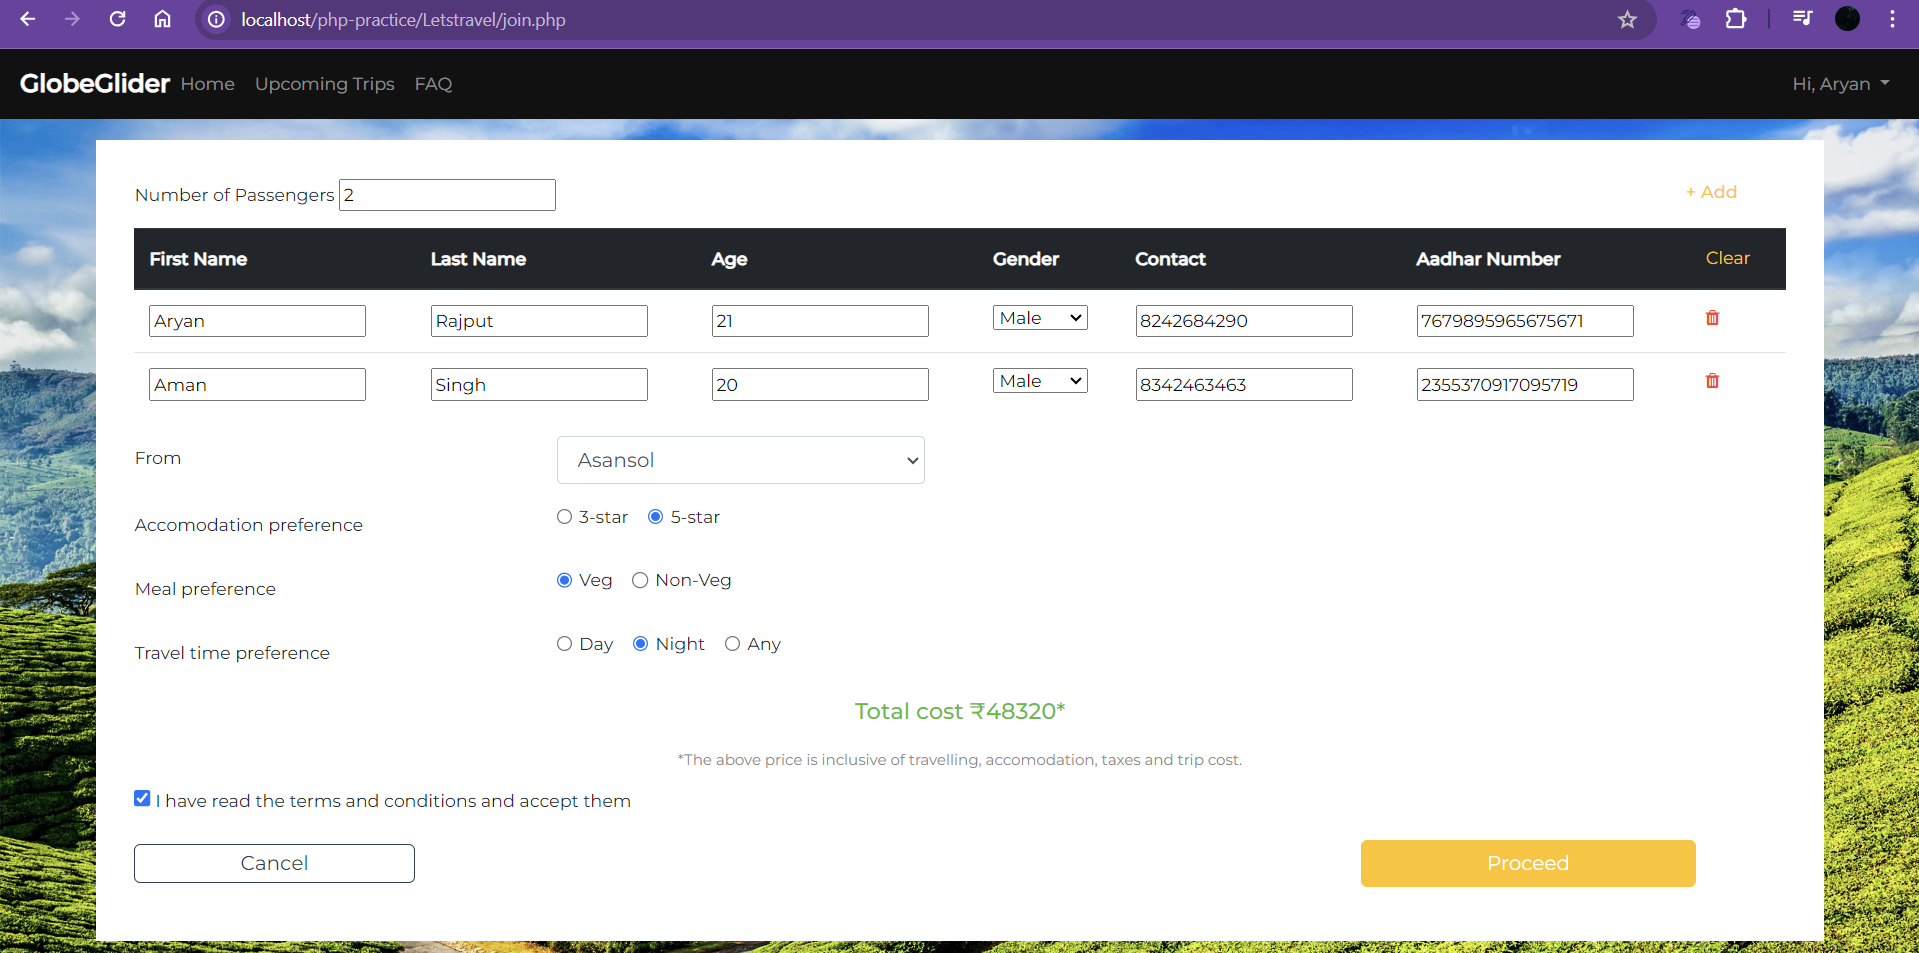 localhost/php-practice/Letstravel/join.php
GlobeGlider Home Upcoming Trips FAQ Hi, Aryan
Number of Passengers 2 + Add
First Name Last Name Age Gender Contact Aadhar Number Clear
Aryan Rajput 21 Male 8242684290 7679895965675671
Aman Singh 20 Male 8342463463 2355370917095719
From Asansol
Accomodation preference 3-star 5-star
Meal preference Veg Non-Veg
Travel time preference Day Night Any
Total cost ₹48320*
*The above price is inclusive of travelling, accomodation, taxes and trip cost.
I have read the terms and conditions and accept them
Cancel Proceed